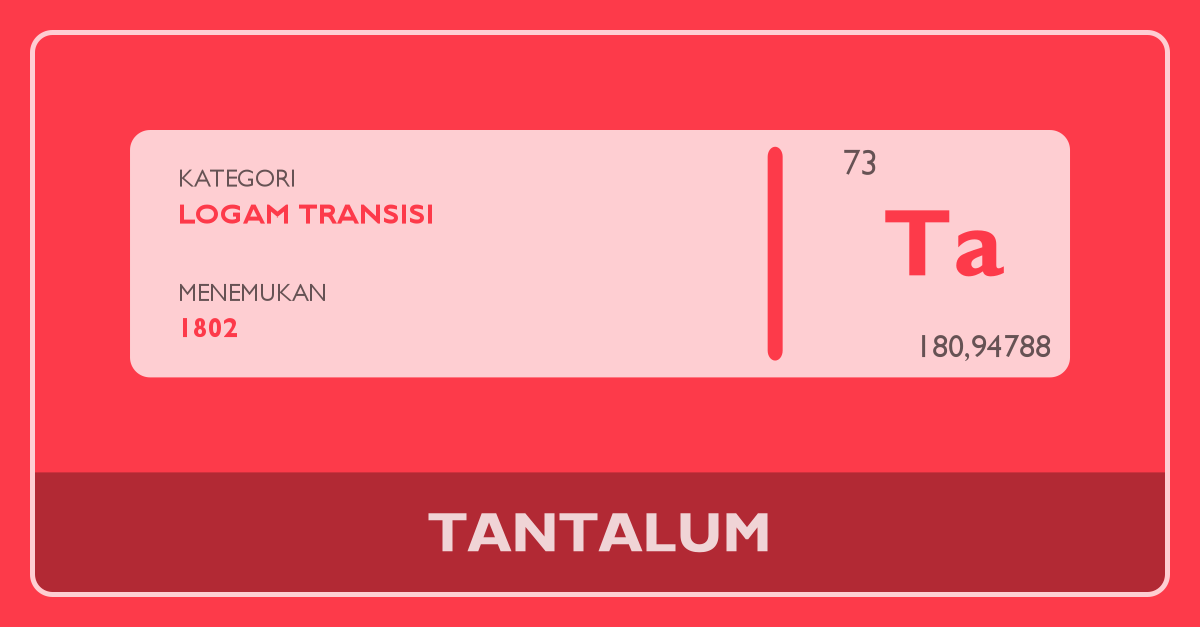 KATEGORI
LOGAM TRANSISI
MENEMUKAN
1802
73
Ta
180,94788
TANTALUM